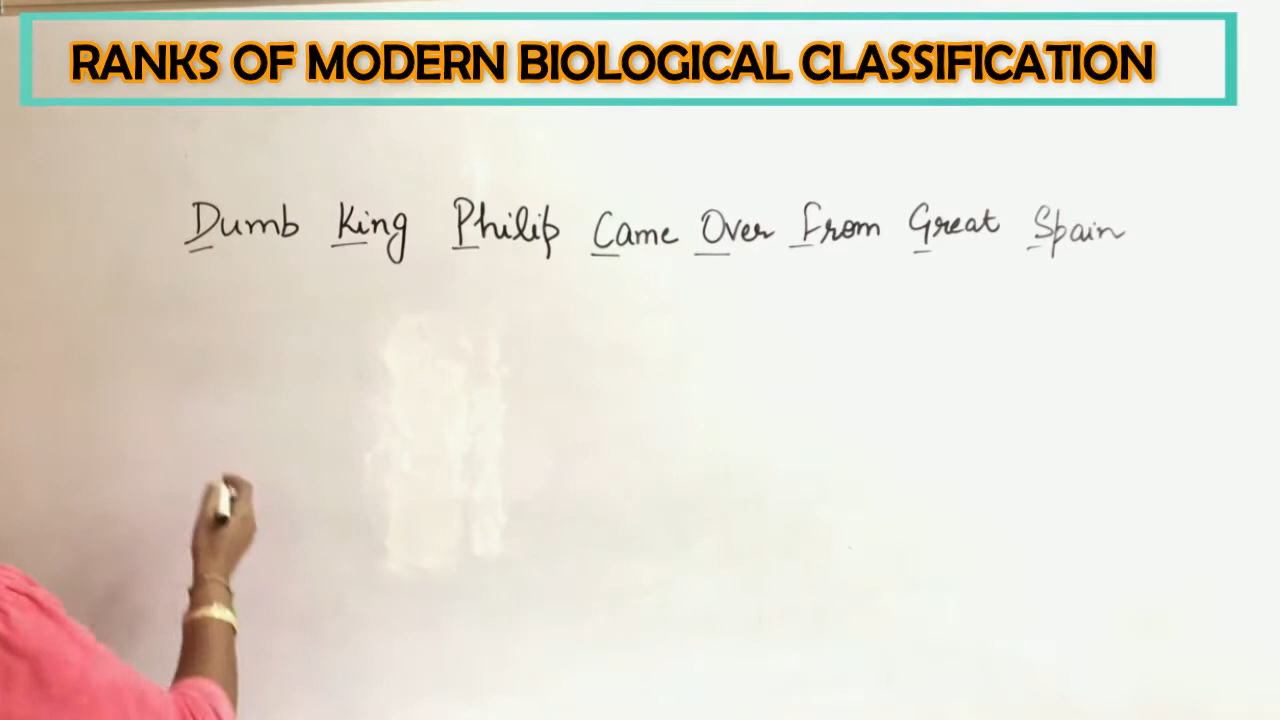 RANKS OF MODERN BIOLOGICAL CLASSIFICATION
Dumb King Philip Came Over From Great Spain